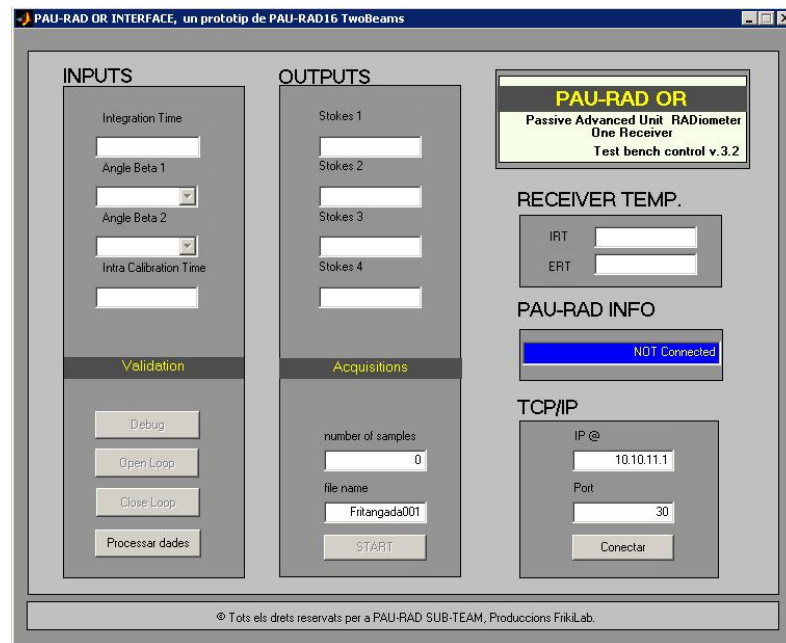 PAU-RAD OR INTERFACE, un prototip de PAU-RAD16 TwoBeams
INPUTS
Integration Time
Angle Beta 1
Angle Beta 2
Intra Calibration Time
Validation
Debug
Open Loop
Close Loop
Processar dades
OUTPUTS
Stokes 1
Stokes 2
Stokes 3
Stokes 4
Acquisitions
number of samples
0
file name
Fritangada001
START
PAU-RAD OR
Passive Advanced Unit RADiometer
One Receiver
Test bench control v.3.2
RECEIVER TEMP.
IRT
ERT
PAU-RAD INFO
NOT Connected
TCP/IP
IP @
10.10.11.1
Port
30
Conectar
© Tots els drets reservats per a PAU-RAD SUB-TEAM, Produccions FrikiLab.